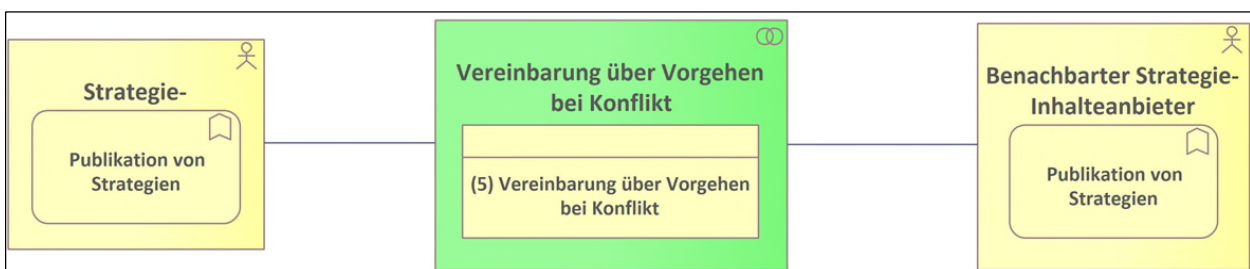 Strategie-
Publikation von
Strategien
Vereinbarung über Vorgehen
bei Konflikt
(5) Vereinbarung über Vorgehen
bei Konflikt
Benachbarter Strategie-
Inhalteanbieter
Publikation von
Strategien